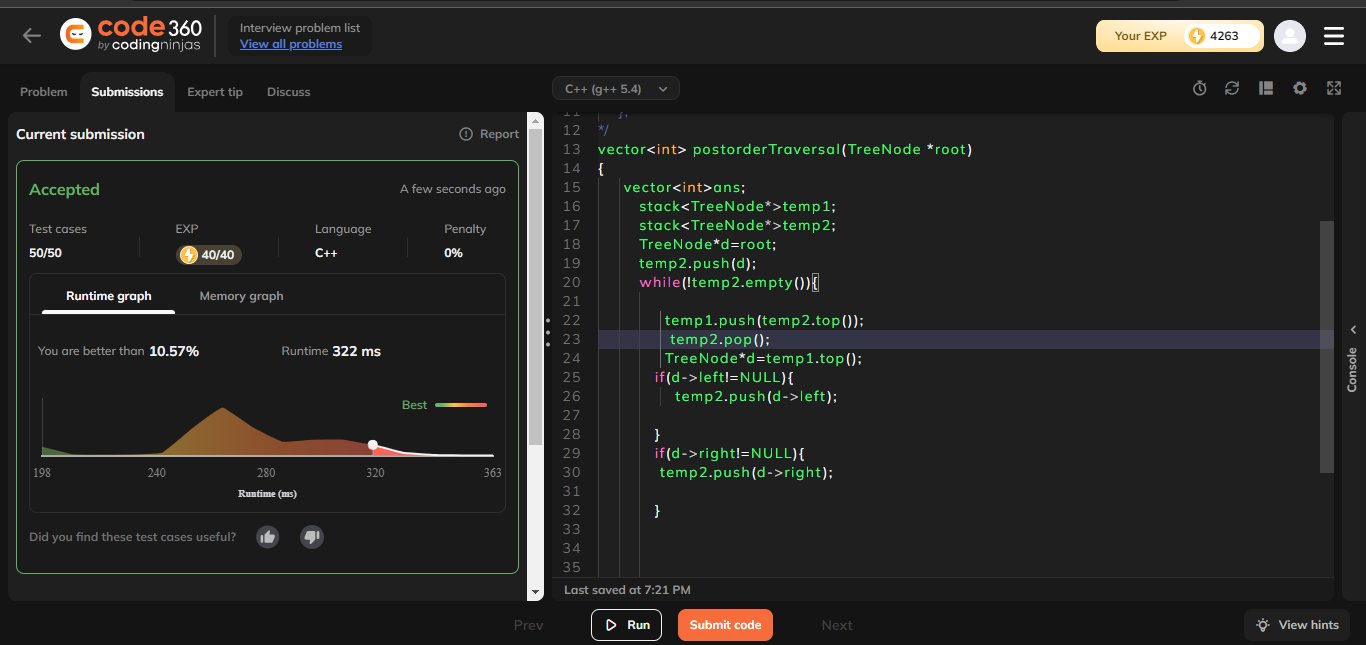 code 360
by codingninjas
Interview problem list
View all problems
Your EXP 4263
Problem Submissions Expert tip Discuss
Current submission
Report
Accepted
A few seconds ago
Test cases EXP Language Penalty
50/50 40/40 C++ 0%
Runtime graph Memory graph
You are better than 10.57% Runtime 322 ms
Best
198 240 280 320 363
Runtime (ms)
Did you find these test cases useful?
C++ (g++ 5.4)
12 */
13 vector<int> postorderTraversal(TreeNode *root)
14 {
15 vector<int>ans;
16 stack<TreeNode*>temp1;
17 stack<TreeNode*>temp2;
18 TreeNode*d=root;
19 temp2.push(d);
20 while(!temp2.empty()){
21
22 temp1.push(temp2.top());
23 temp2.pop();
24 TreeNode*d=temp1.top();
25 if(d->left!=NULL){
26 temp2.push(d->left);
27
28 }
29 if(d->right!=NULL){
30 temp2.push(d->right);
31
32 }
33
34
35
Last saved at 7:21 PM
Console
Prev
Run
Submit code
Next
View hints